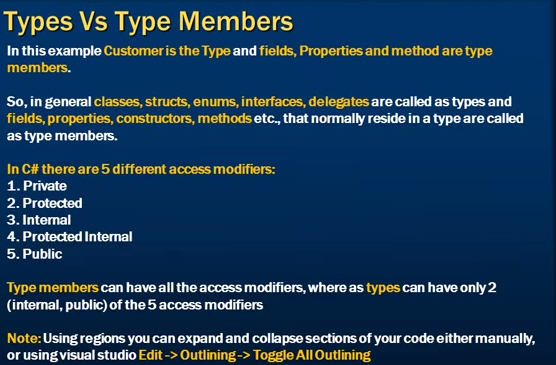 Types Vs Type Members
In this example Customer is the Type and fields, Properties and method are type
members.
So, in general classes, structs, enums, interfaces, delegates are called as types and
fields, properties, constructors, methods etc., that normally reside in a type are called
as type members.
In C# there are 5 different access modifiers:
1. Private
2. Protected
3. Internal
4. Protected Internal
5. Public
Type members can have all the access modifiers, where as types can have only 2
(internal, public) of the 5 access modifiers
Note: Using regions you can expand and collapse sections of your code either manually,
or using visual studio Edit -> Outlining -> Toggle All Outlining